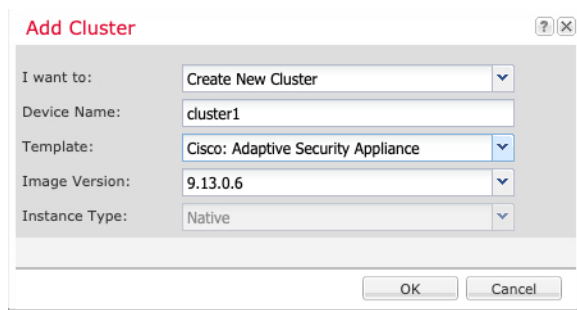 Add Cluster
?
I want to: Create New Cluster
Device Name: cluster1
Template: Cisco: Adaptive Security Appliance
Image Version: 9.13.0.6
Instance Type: Native
OK Cancel